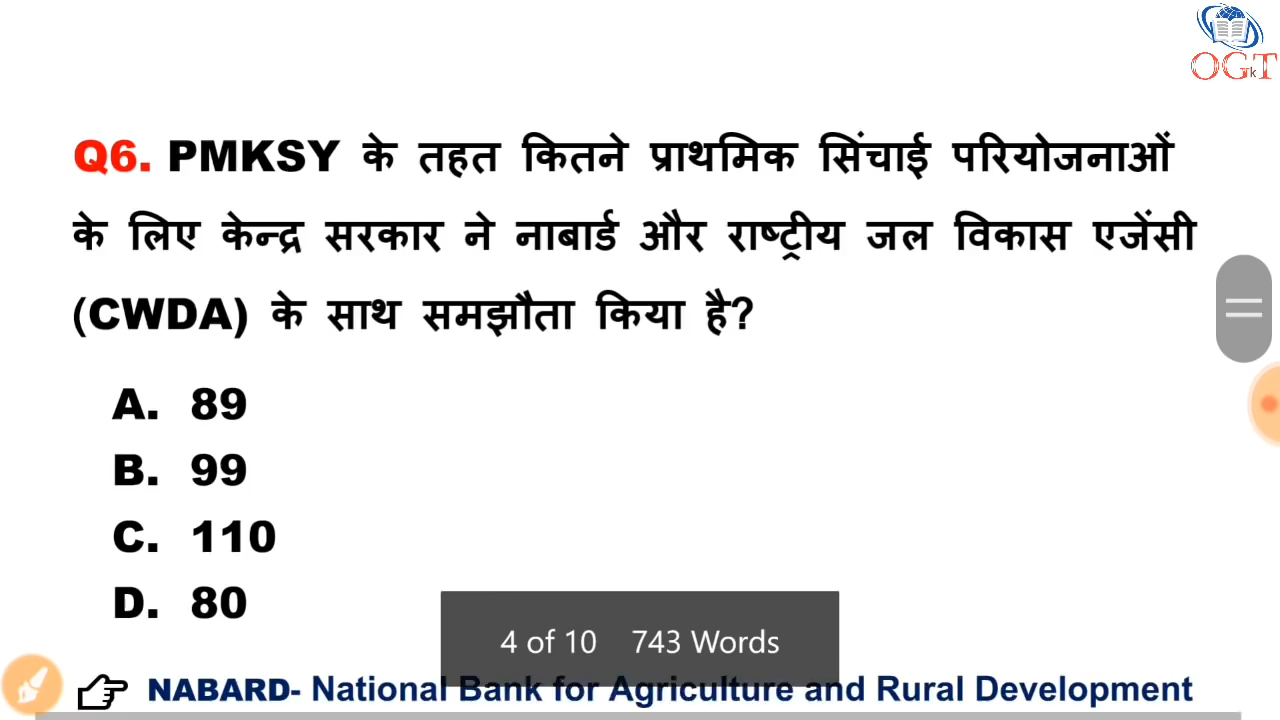 OGT
k
Q6. PMKSY के तहत कितने प्राथमिक सिंचाई परियोजनाओं
के लिए केन्द्र सरकार ने नाबार्ड और राष्ट्रीय जल विकास एजेंसी
(CWDA) के साथ समझौता किया है?
A. 89
B. 99
C. 110
D. 80
4 of 10 743 Words
NABARD- National Bank for Agriculture and Rural Development